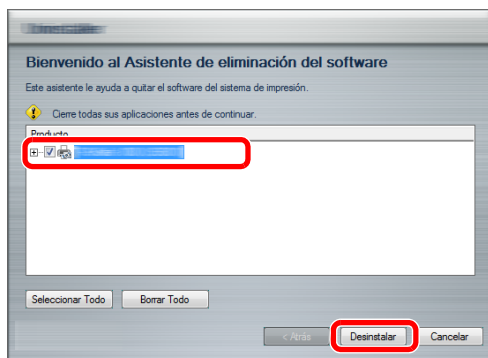 Bienvenido al Asistente de eliminación del software
Este asistente le ayuda a quitar el software del sistema de impresión.
Cierre todas sus aplicaciones antes de continuar.
Producto
Seleccionar Todo Borrar Todo
< Atrás Desinstalar Cancelar